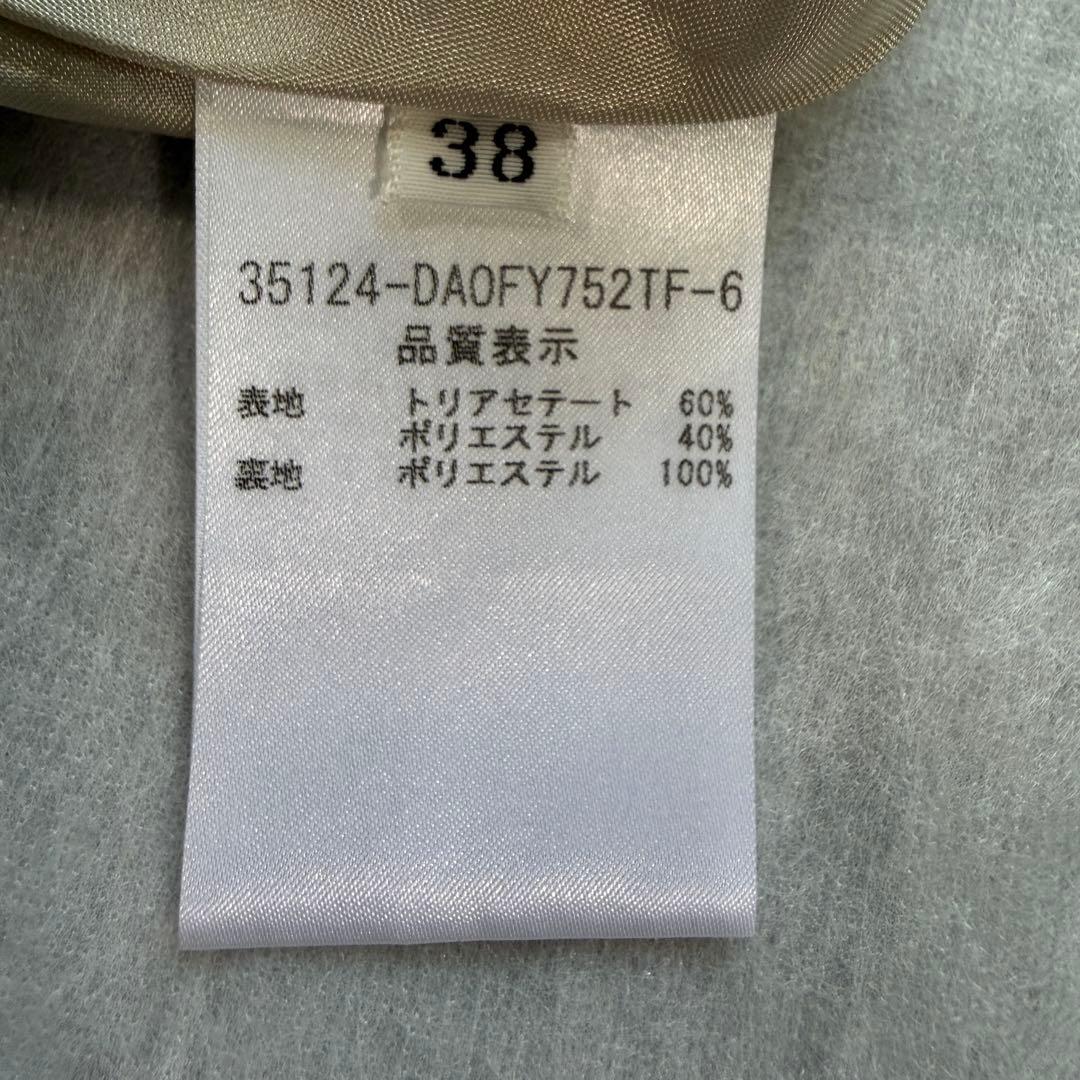 38
35124-DA0FY752TF-6
品質表示
表地 トリアセテート 60%
ポリエステル 40%
裏地 ポリエステル 100%